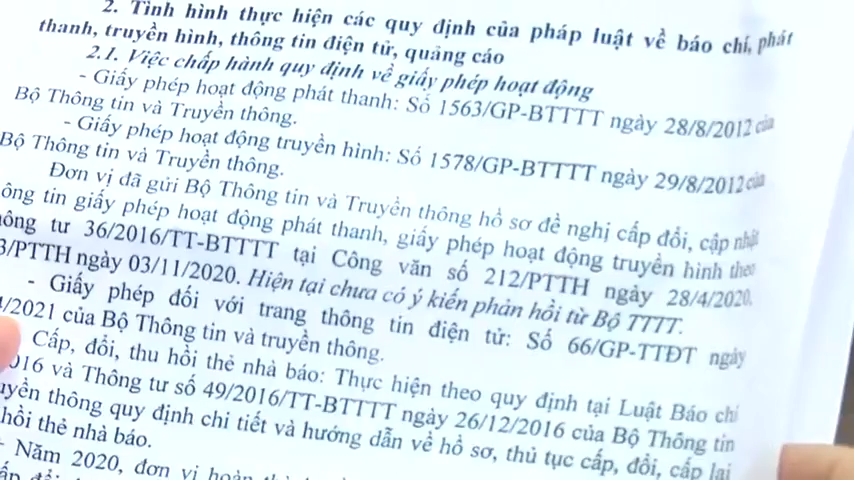 2. Tình hình thực hiện các quy định của pháp luật về báo chí, phát
thanh, truyền hình, thông tin điện tử, quảng cáo
2.1. Việc chấp hành quy định về giấy phép hoạt động
- Giấy phép hoạt động phát thanh: Số 1563/GP-BTTTT ngày 28/8/2012 của
Bộ Thông tin và Truyền thông.
- Giấy phép hoạt động truyền hình: Số 1578/GP-BTTTT ngày 29/8/2012 của
Bộ Thông tin và Truyền thông.
Đơn vị đã gửi Bộ Thông tin và Truyền thông hồ sơ đề nghị cấp đổi, cập nhật
ông tin giấy phép hoạt động phát thanh, giấy phép hoạt động truyền hình theo
ông tư 36/2016/TT-BTTTT tại Công văn số 212/PTTH ngày 28/4/2020,
3/PTTH ngày 03/11/2020. Hiện tại chưa có ý kiến phản hồi từ Bộ TTTT.
- Giấy phép đối với trang thông tin điện tử: Số 66/GP-TTĐT ngày
/2021 của Bộ Thông tin và truyền thông.
Cấp, đổi, thu hồi thẻ nhà báo: Thực hiện theo quy định tại Luật Báo chí
016 và Thông tư số 49/2016/TT-BTTTT ngày 26/12/2016 của Bộ Thông tin
uyền thông quy định chi tiết và hướng dẫn về hồ sơ, thủ tục cấp, đổi, cấp lại
hồi thẻ nhà báo.
Năm 2020, đơn vị hoàn